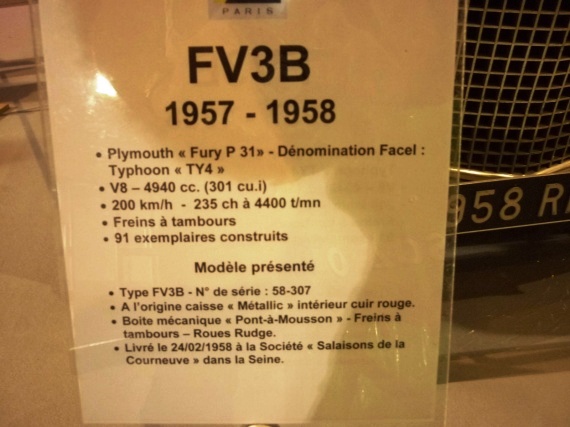 PARIS
FV3B
1957 - 1958
• Plymouth « Fury P 31» - Dénomination Facel :
Typhoon « TY4 »
• V8 – 4940 cc. (301 cu.i)
• 200 km/h - 235 ch à 4400 t/mn
• Freins à tambours
• 91 exemplaires construits
Modèle présenté
• Type FV3B - N° de série : 58-307
• A l'origine caisse « Métallic » intérieur cuir rouge.
• Boite mécanique « Pont-à-Mousson » - Freins à
tambours – Roues Rudge.
• Livré le 24/02/1958 à la Société « Salaisons de la
Courneuve » dans la Seine.
958 R